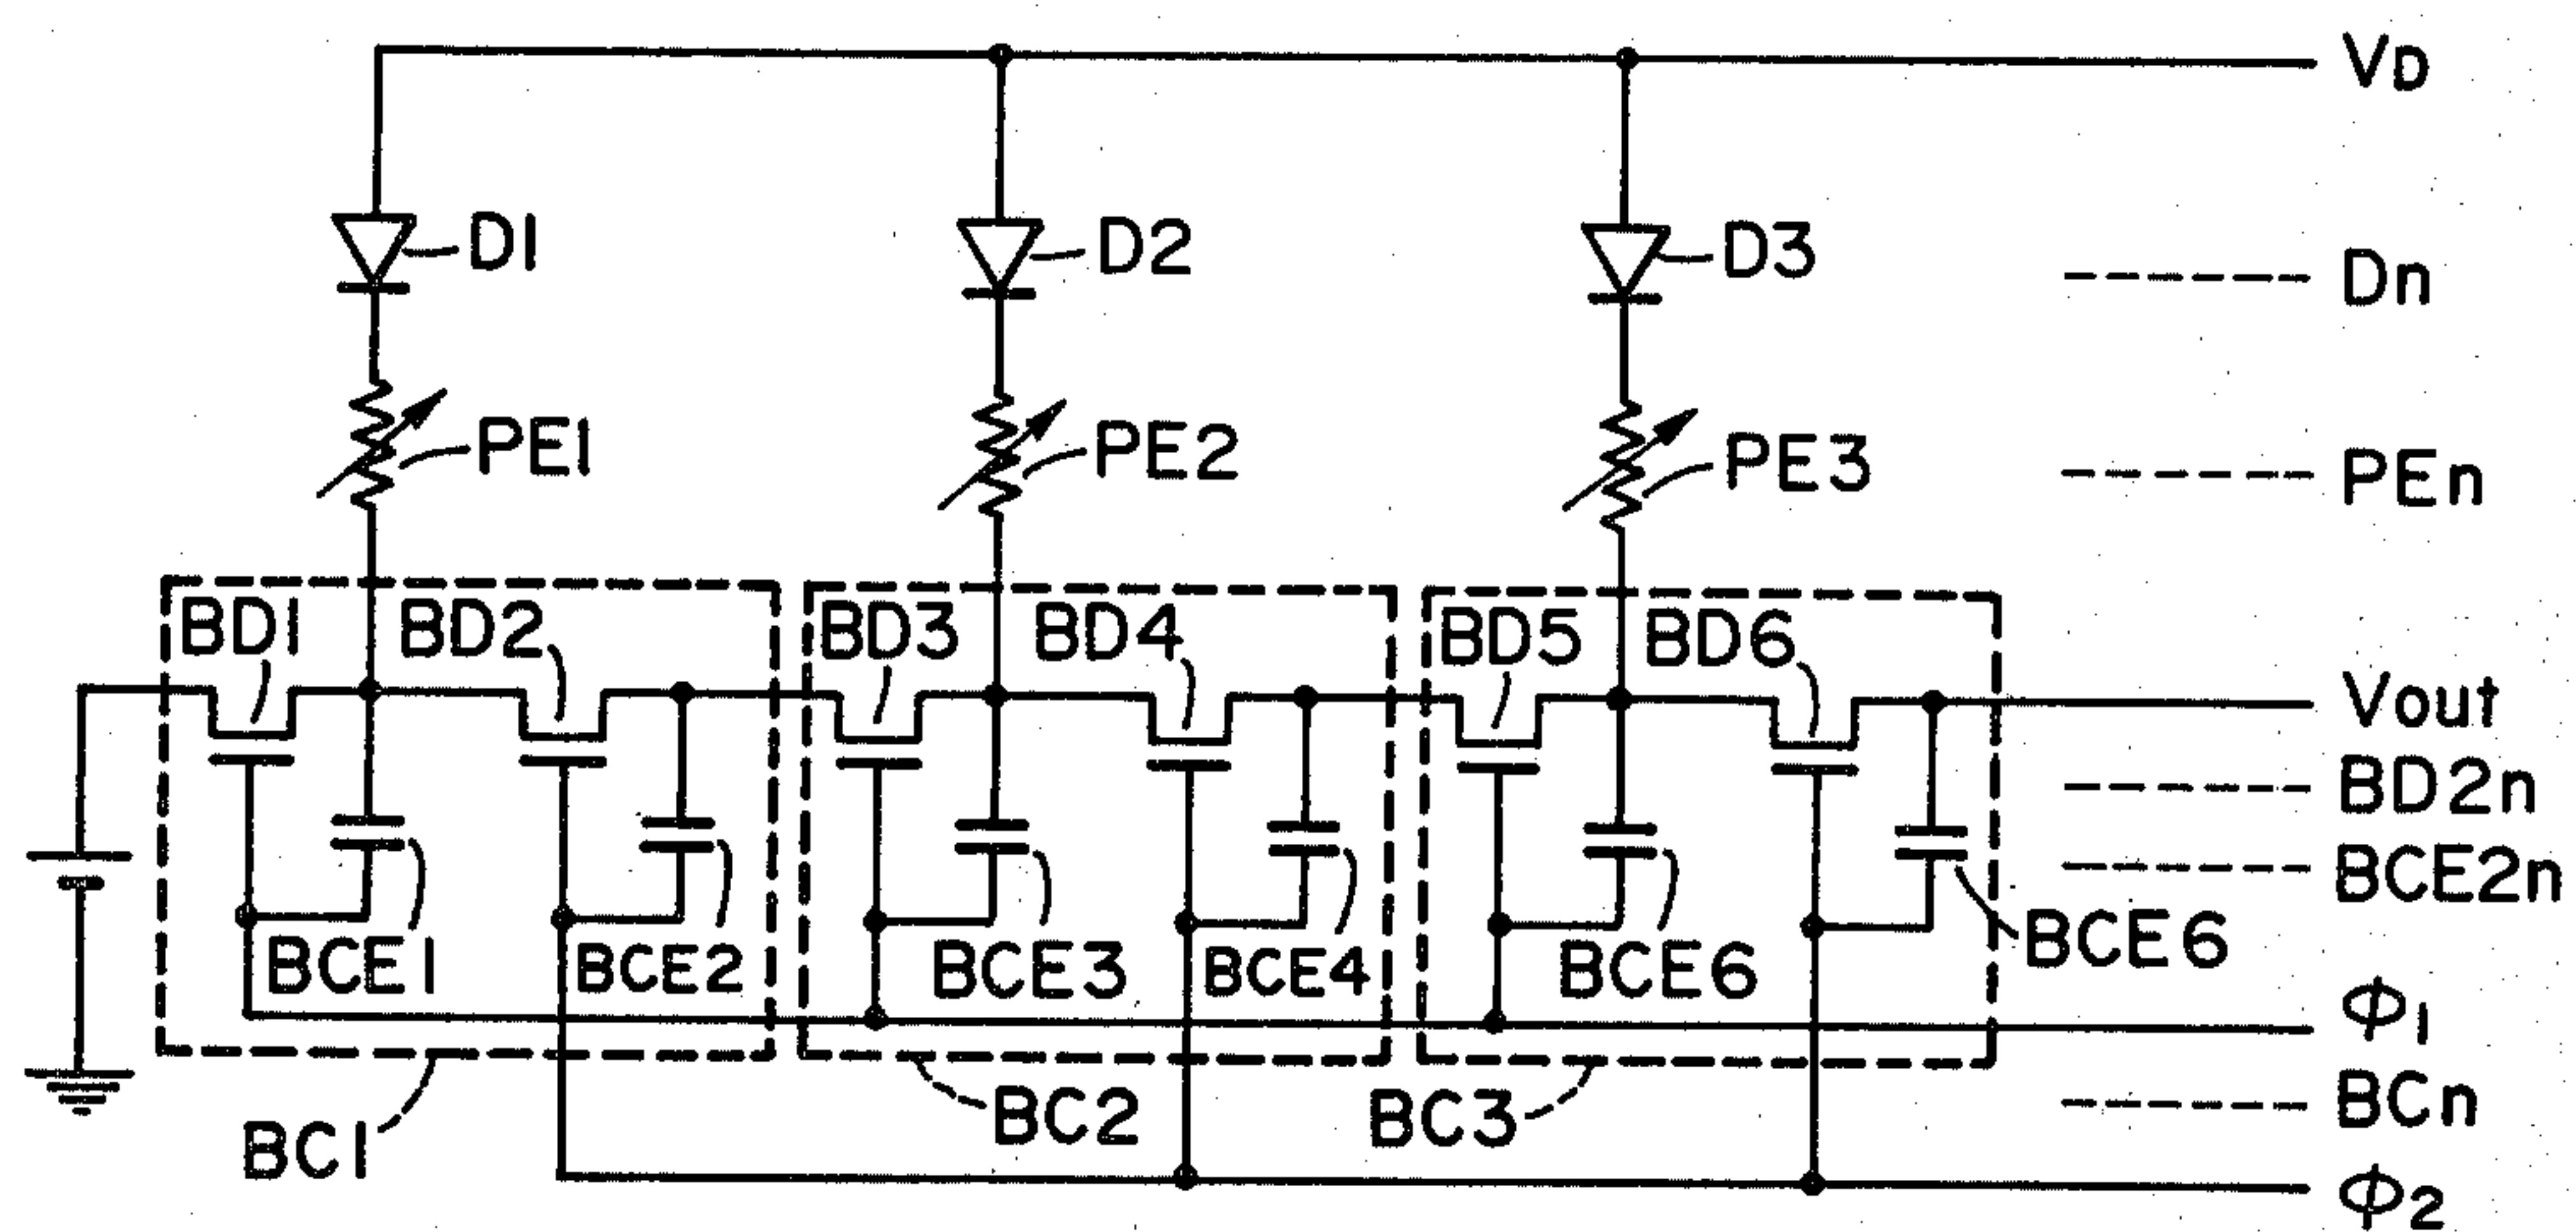 VD
D1
D2
D3
Dn
PE1
PE2
PE3
PEn
BD1
BD2
BD3
BD4
BD5
BD6
Vout
BD2n
BCE2n
BCE1
BCE2
BCE3
BCE4
BCE6
BCE6
ϕ1
BC1
BC2
BC3
BCn
ϕ2